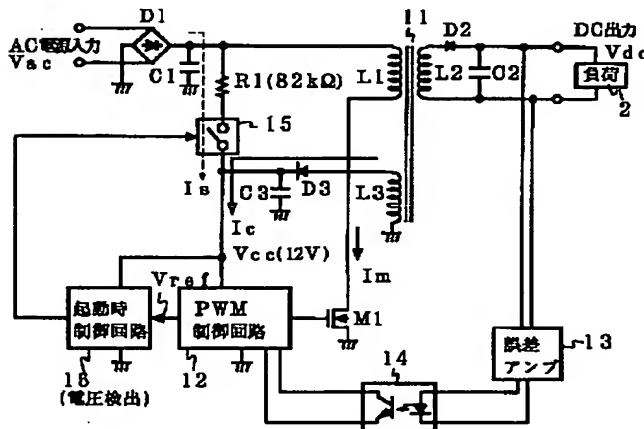 D1
11
D2
DC出力
Vdc
AC電源入力
Vac
C1
R1(82kΩ)
L1
L2
C2
負荷
2
15
Is
C3
D3
L3
Ic
Vcc(12V)
Im
Vref
起動時
制御回路
PWM
制御回路
M1
誤差
アンプ
13
18
(電圧検出)
12
14